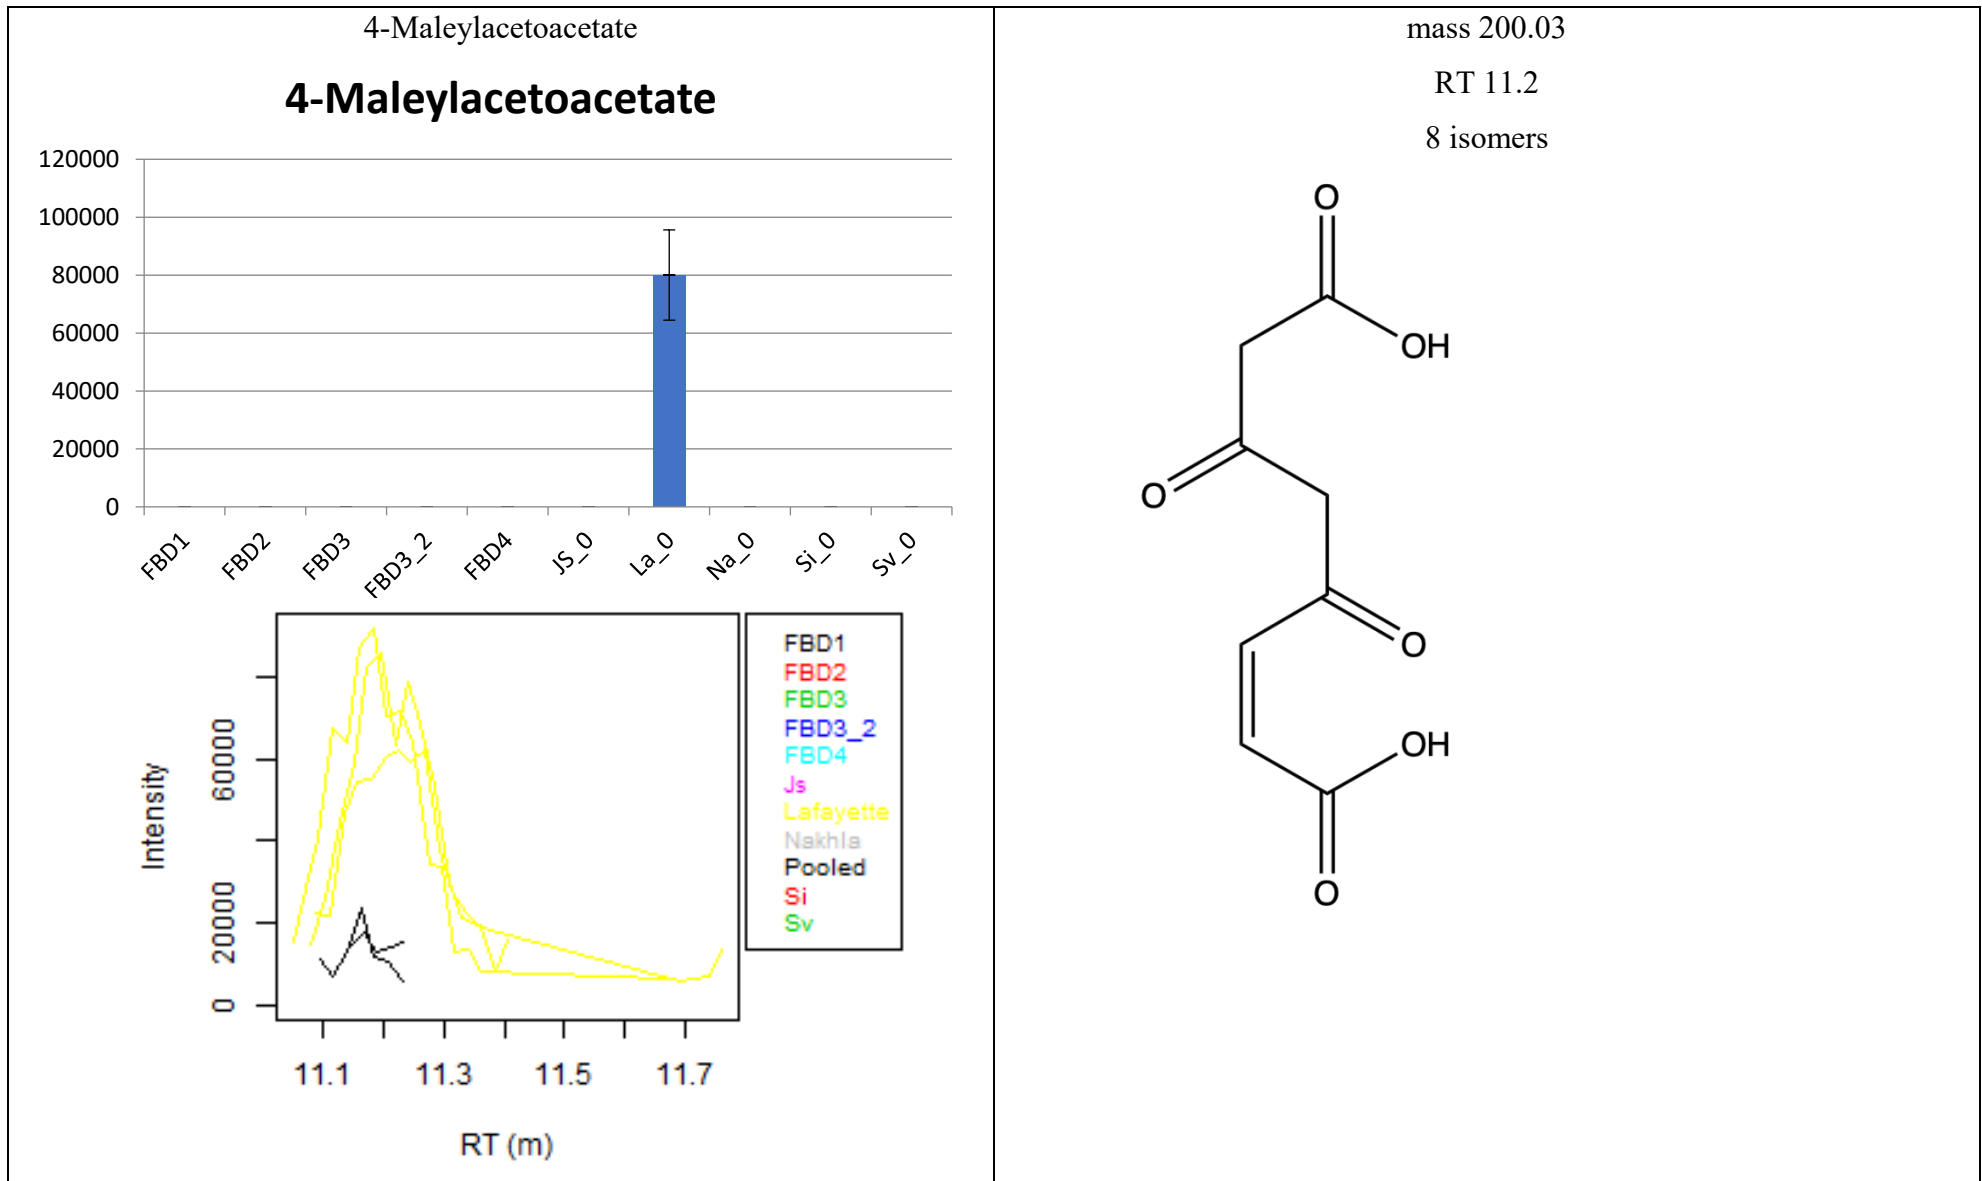 4-Maleylacetoacetate
4-Maleylacetoacetate
120000
100000
80000
60000
40000
20000
0
FBD1
FBD2
FBD3
FBD3_2
FBD4
JS_0
La_0
Na_0
Si_0
Sv_0
Intensity
60000
20000
0
11.1
11.3
11.5
11.7
RT (m)
FBD1
FBD2
FBD3
FBD3_2
FBD4
Js
Lafayette
Nakhla
Pooled
Si
Sv
mass 200.03
RT 11.2
8 isomers
O
OH
O
O
OH
O